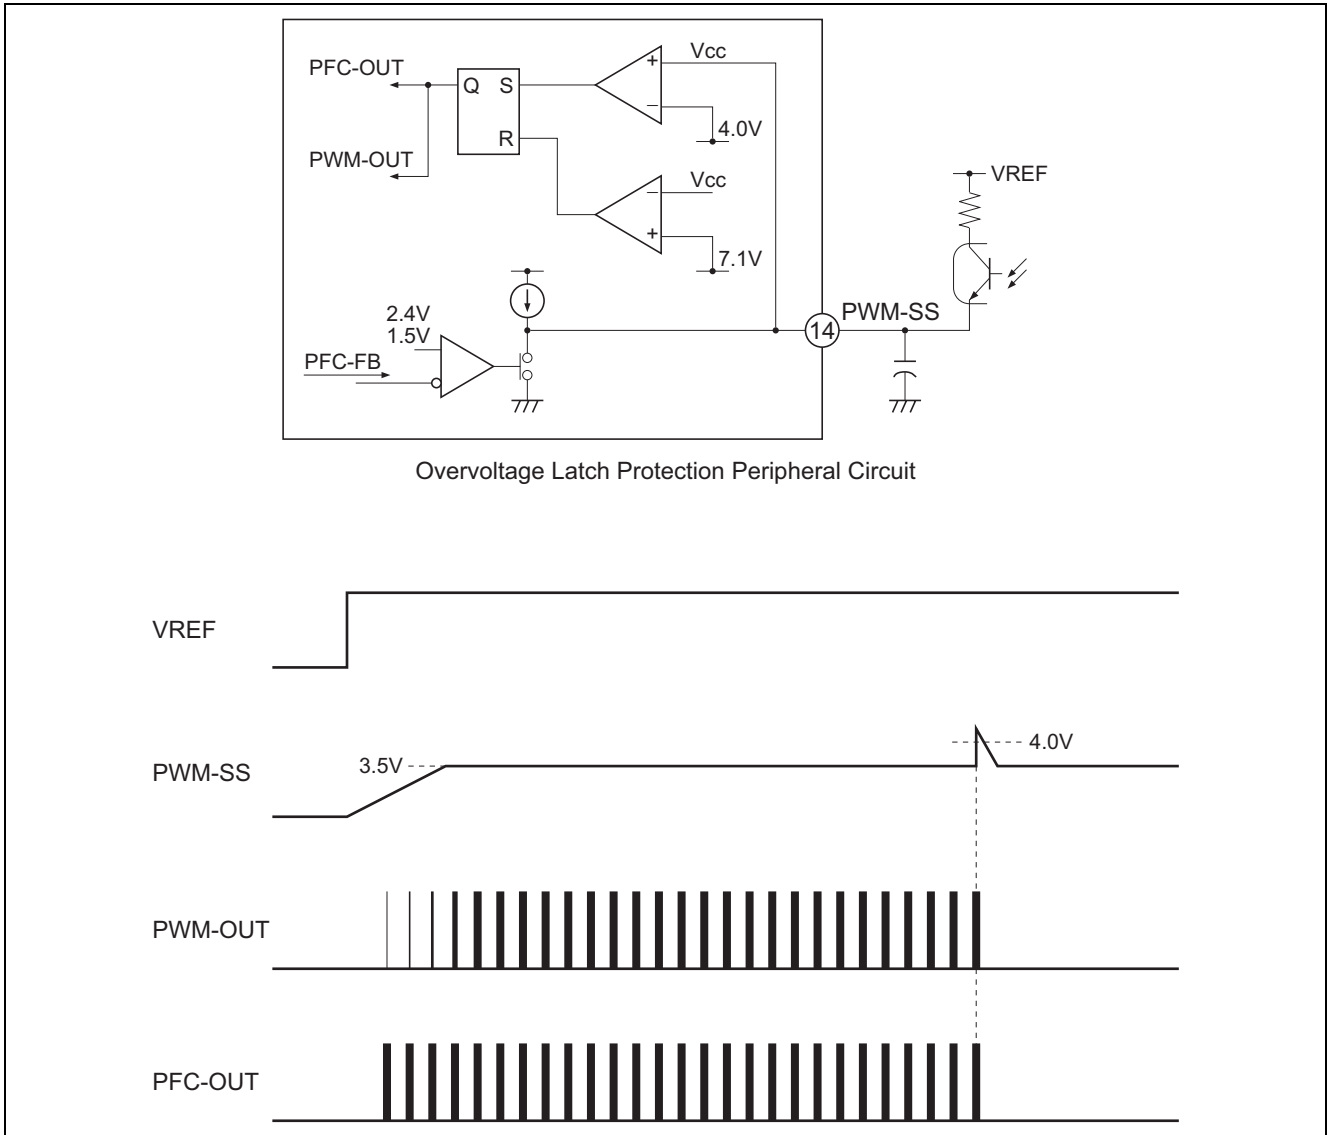 Vcc
PFC-OUT
Q S
4.0V
R
PWM-OUT
Vcc
VREF
7.1V
2.4V
1.5V
PWM-SS
14
PFC-FB
Overvoltage Latch Protection Peripheral Circuit
VREF
4.0V
3.5V
PWM-SS
PWM-OUT
PFC-OUT